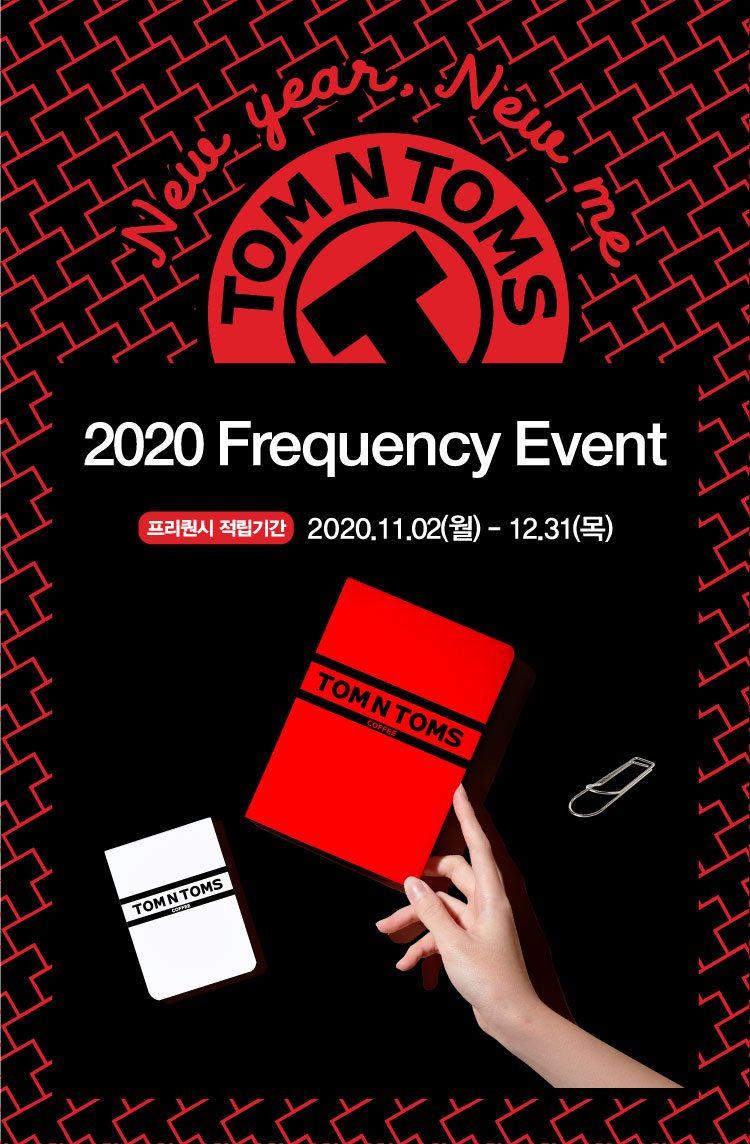 New year, New me
TOM N TOMS
2020 Frequency Event
프리퀀시 적립기간 2020.11.02(월) - 12.31(목)
TOM N TOMS
COFFEE
TOM N TOMS
COFFEE